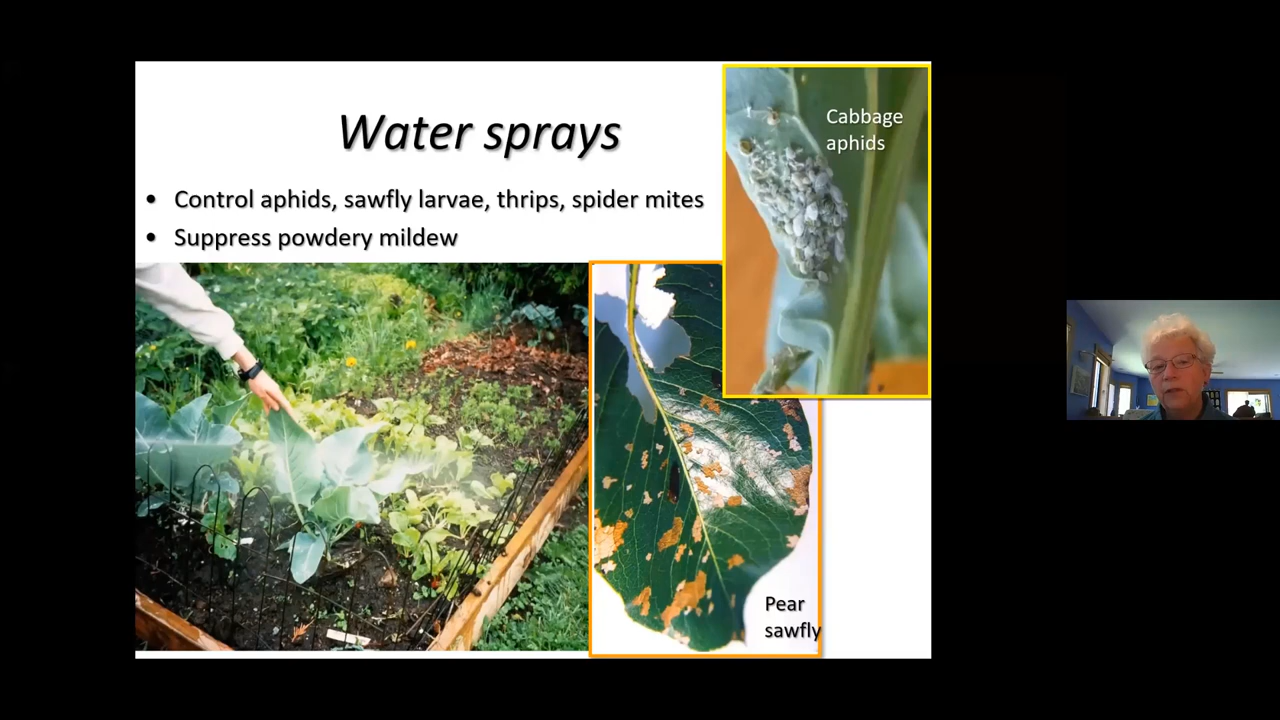 Water sprays
• Control aphids, sawfly larvae, thrips, spider mites
• Suppress powdery mildew
Cabbage
aphids
Pear
sawfly